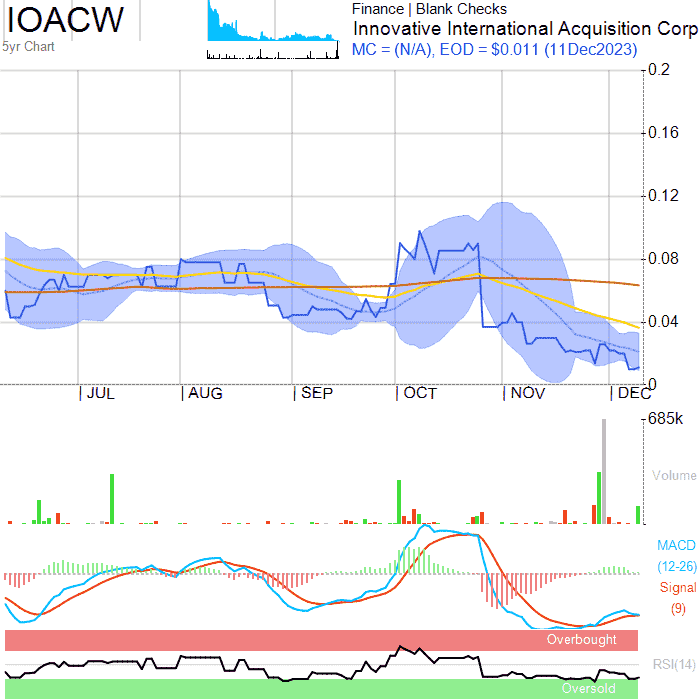 IOACW
5yr Chart
Finance | Blank Checks
Innovative International Acquisition Corp
MC = (N/A), EOD = $0.011 (11Dec2023)
0.2
0.16
0.12
0.08
0.04
0
| JUL | AUG | SEP | OCT | NOV | DEC
685k
Volume
MACD
(12-26)
Signal
(9)
Overbought
RSI(14)
Oversold